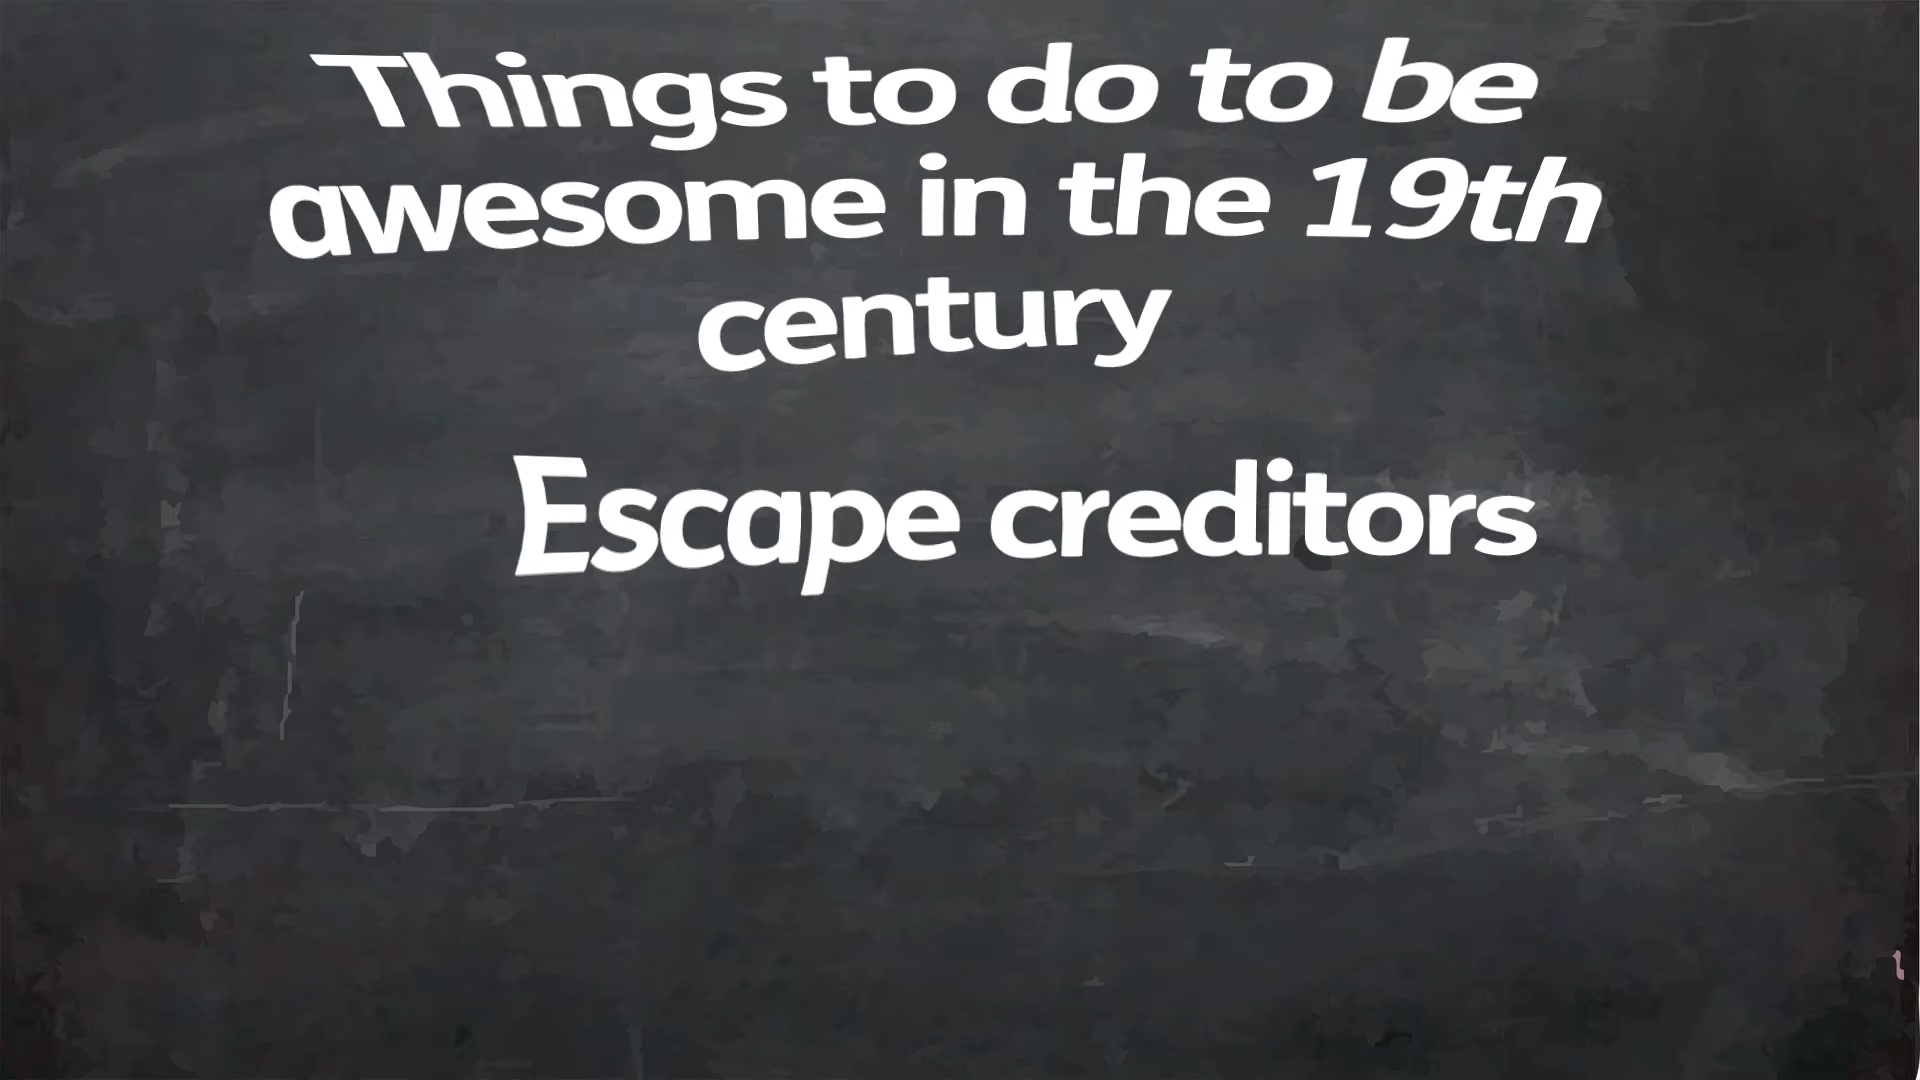 Things to do to be
awesome in the 19th
century
Escape creditors